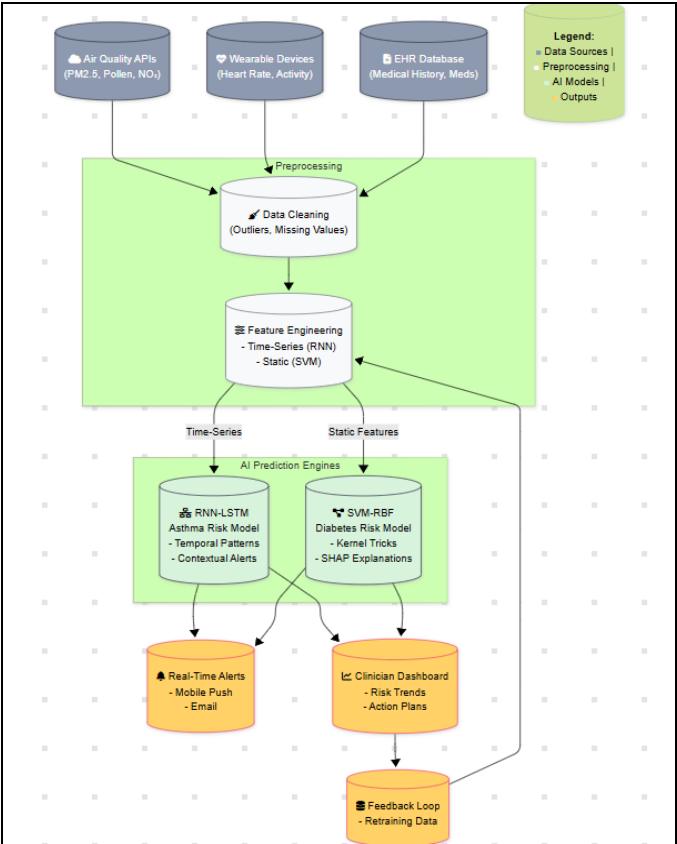 Air Quality APIs
(PM2.5, Pollen, NO₂)
Wearable Devices
(Heart Rate, Activity)
EHR Database
(Medical History, Meds)
Legend:
Data Sources |
Preprocessing |
AI Models |
Outputs
Preprocessing
Data Cleaning
(Outliers, Missing Values)
Feature Engineering
- Time-Series (RNN)
- Static (SVM)
Time-Series
Static Features
AI Prediction Engines
RNN-LSTM
Asthma Risk Model
- Temporal Patterns
- Contextual Alerts
SVM-RBF
Diabetes Risk Model
- Kernel Tricks
- SHAP Explanations
Real-Time Alerts
- Mobile Push
- Email
Clinician Dashboard
- Risk Trends
- Action Plans
Feedback Loop
- Retraining Data